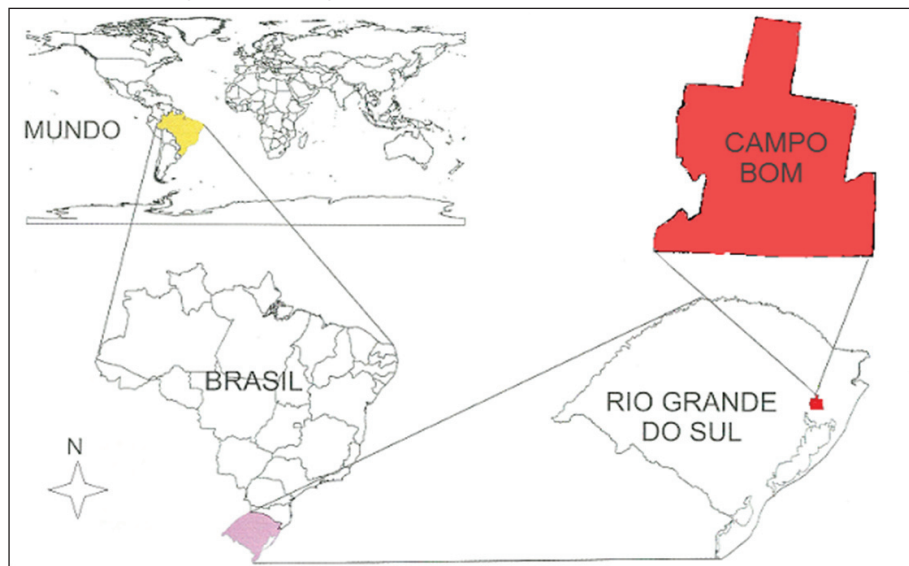 MUNDO
CAMPO
BOM
BRASIL
RIO GRANDE
DO SUL
N